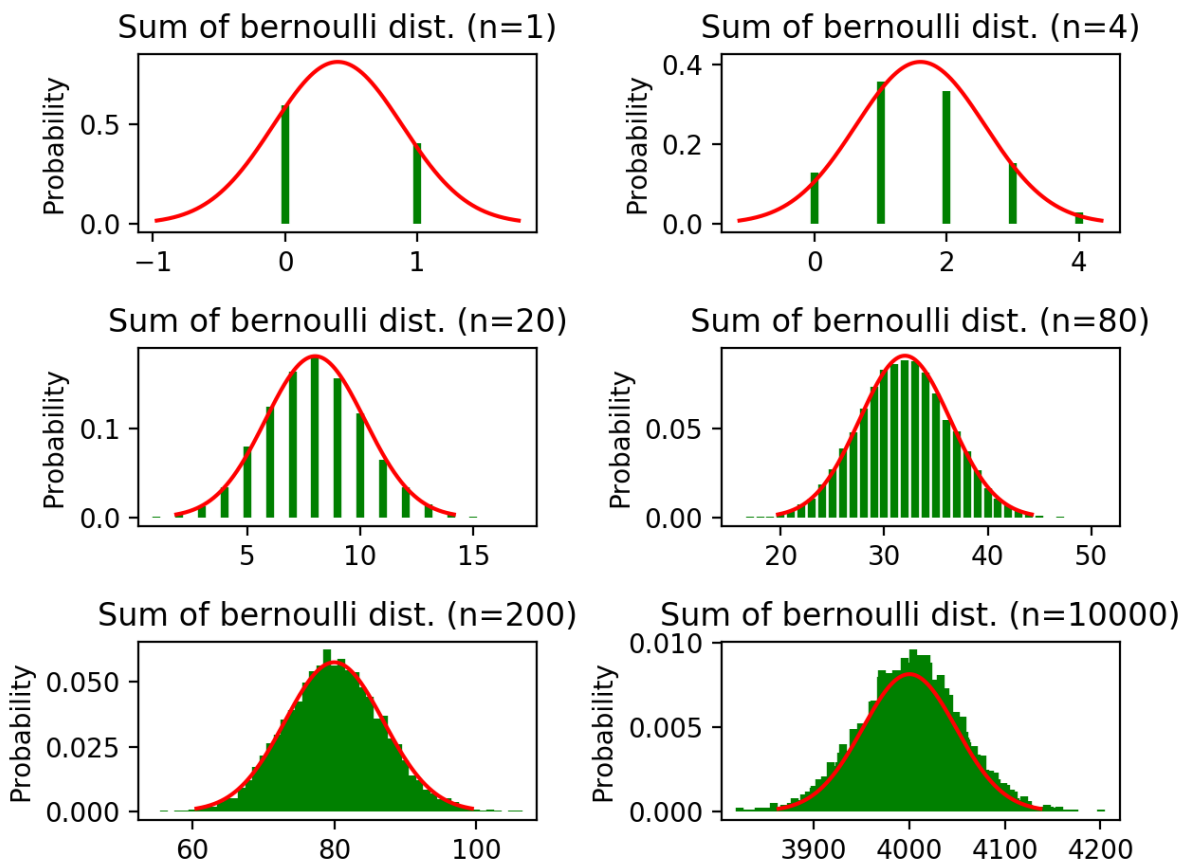 Sum of bernoulli dist. (n=1)
Probability
0.5
0.0
−1
0
1
Sum of bernoulli dist. (n=4)
Probability
0.4
0.2
0.0
0
2
4
Sum of bernoulli dist. (n=20)
Probability
0.1
0.0
5
10
15
Sum of bernoulli dist. (n=80)
Probability
0.05
0.00
20
30
40
50
Sum of bernoulli dist. (n=200)
Probability
0.050
0.025
0.000
60
80
100
Sum of bernoulli dist. (n=10000)
Probability
0.010
0.005
0.000
3900
4000
4100
4200